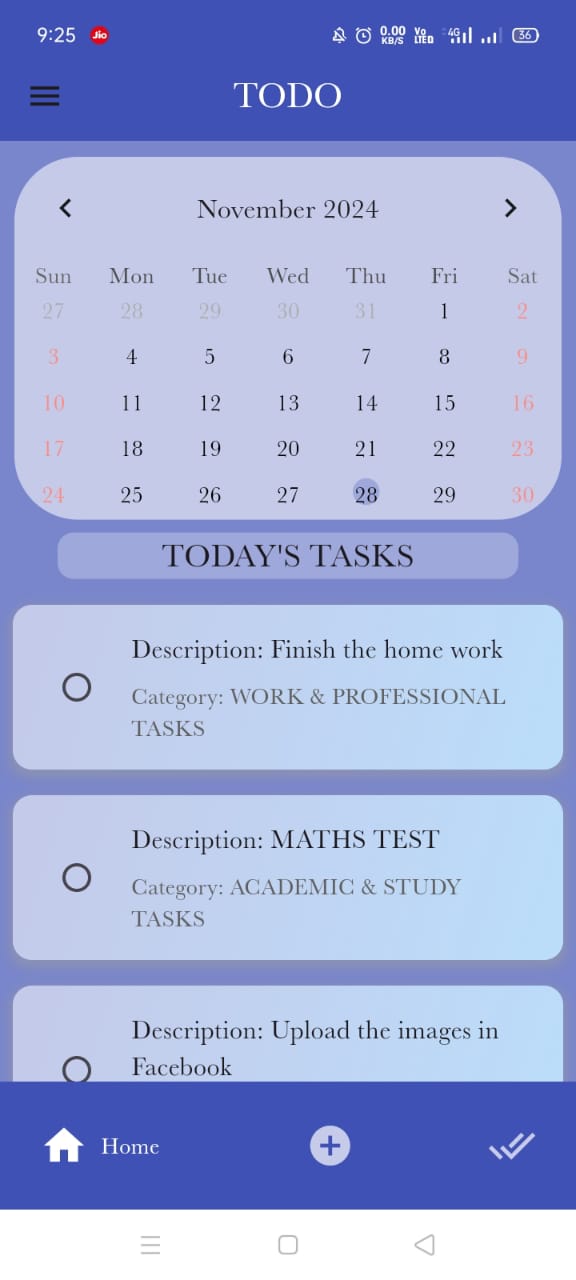 9:25 Jio 0.00 KB/S Vo LTED 4G 36
TODO
November 2024
Sun Mon Tue Wed Thu Fri Sat
27 28 29 30 31 1 2
3 4 5 6 7 8 9
10 11 12 13 14 15 16
17 18 19 20 21 22 23
24 25 26 27 28 29 30
TODAY'S TASKS
Description: Finish the home work
Category: WORK & PROFESSIONAL
TASKS
Description: MATHS TEST
Category: ACADEMIC & STUDY
TASKS
Description: Upload the images in
Facebook
Home